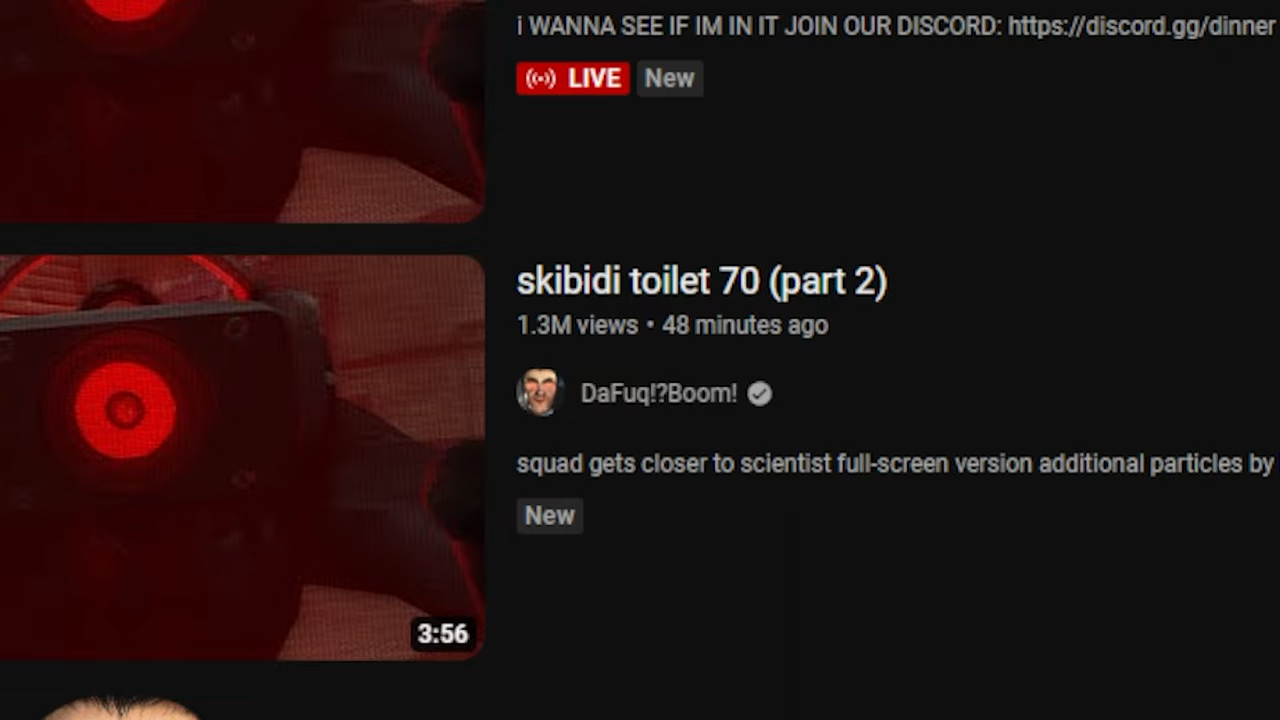 i WANNA SEE IF IM IN IT JOIN OUR DISCORD: https://discord.gg/dinner
LIVE New
skibidi toilet 70 (part 2)
1.3M views • 48 minutes ago
DaFuq!?Boom!
squad gets closer to scientist full-screen version additional particles by
New
3:56